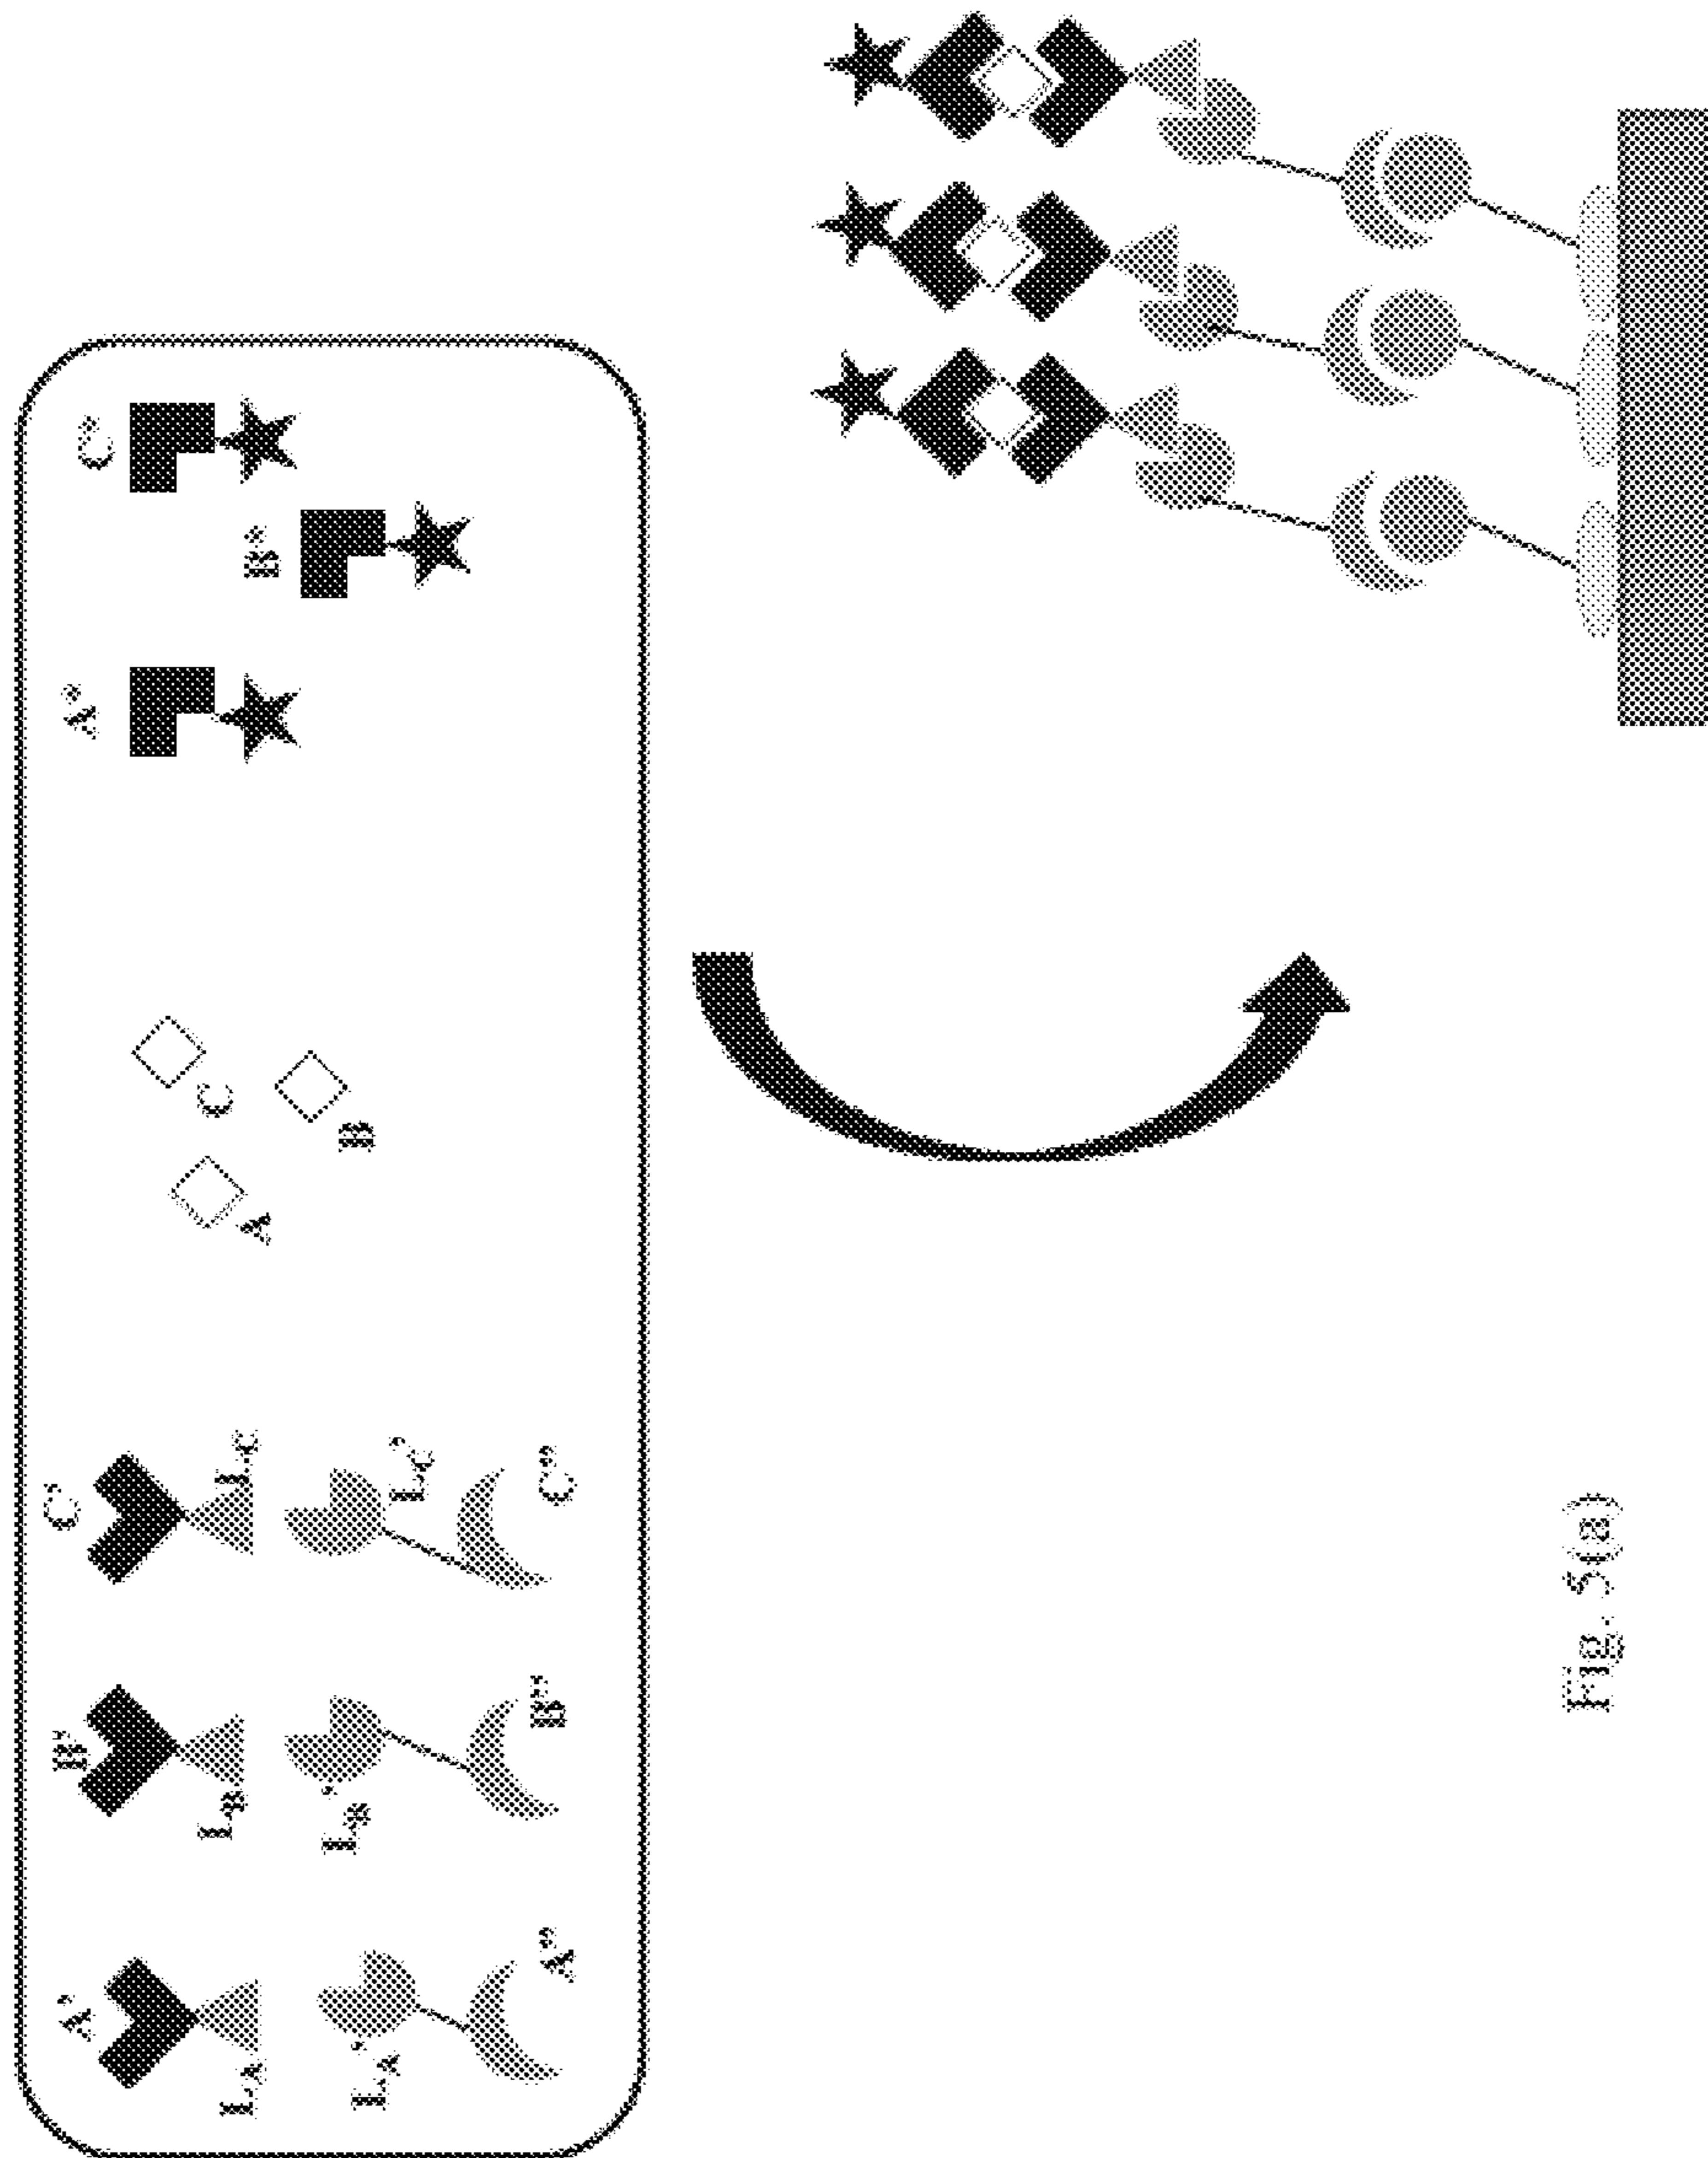 A'
B'
C'
A*
C*
B*
C
A
B
L_A
L_B
L_C
L_A'
L_B'
L_C'
A"
B"
C"
Fig. 5(a)